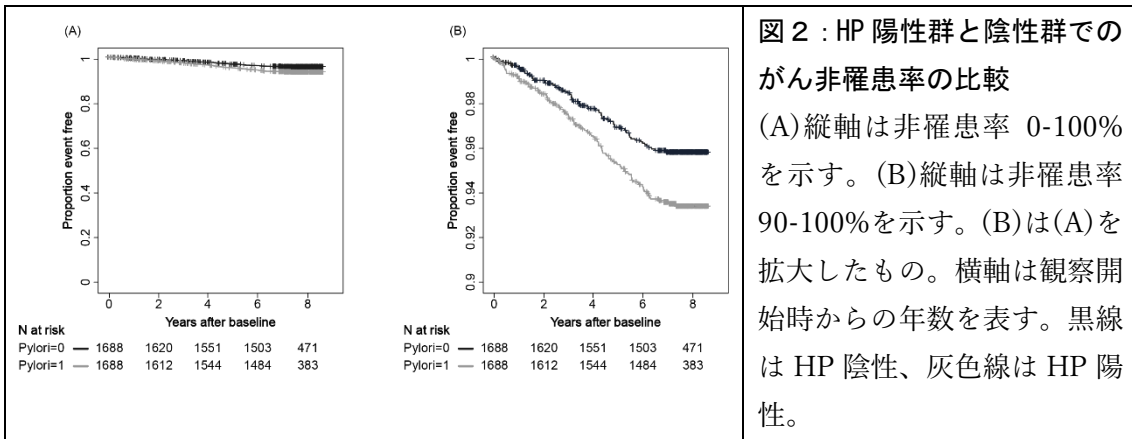 (A)
Proportion event free
1
0.8
0.6
0.4
0.2
0
0 2 4 6 8
Years after baseline
N at risk
Pylori=0 1688 1620 1551 1503 471
Pylori=1 1688 1612 1544 1484 383
(B)
Proportion event free
1
0.98
0.96
0.94
0.92
0.9
0 2 4 6 8
Years after baseline
N at risk
Pylori=0 1688 1620 1551 1503 471
Pylori=1 1688 1612 1544 1484 383
図２：HP 陽性群と陰性群での
がん非罹患率の比較
(A)縦軸は非罹患率 0-100%
を示す。(B)縦軸は非罹患率
90-100%を示す。(B)は(A)を
拡大したもの。横軸は観察開
始時からの年数を表す。黒線
は HP 陰性、灰色線は HP 陽
性。